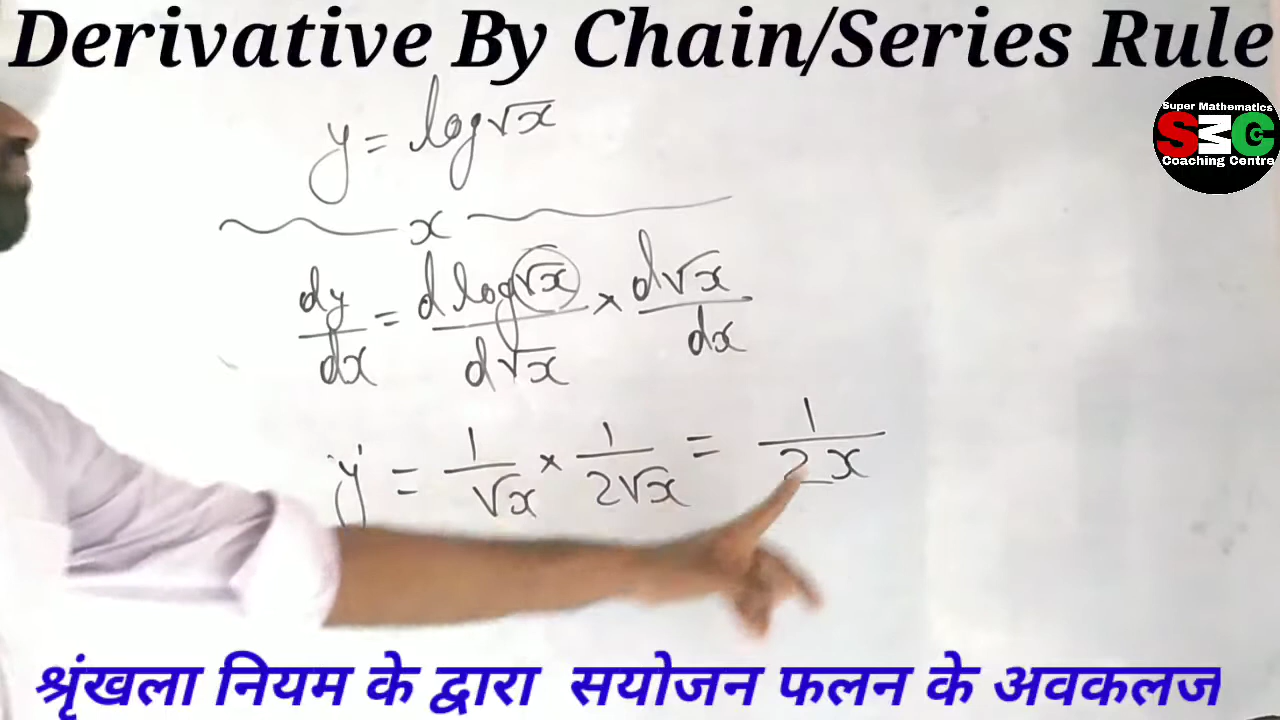 Derivative By Chain/Series Rule
Super Mathematics
SMCC
Coaching Centre
y = log√x
x
dy/dx = d log√x / d√x × d√x / dx
y' = 1/√x × 1/2√x = 1/2x
श्रृंखला नियम के द्वारा सयोजन फलन के अवकलज